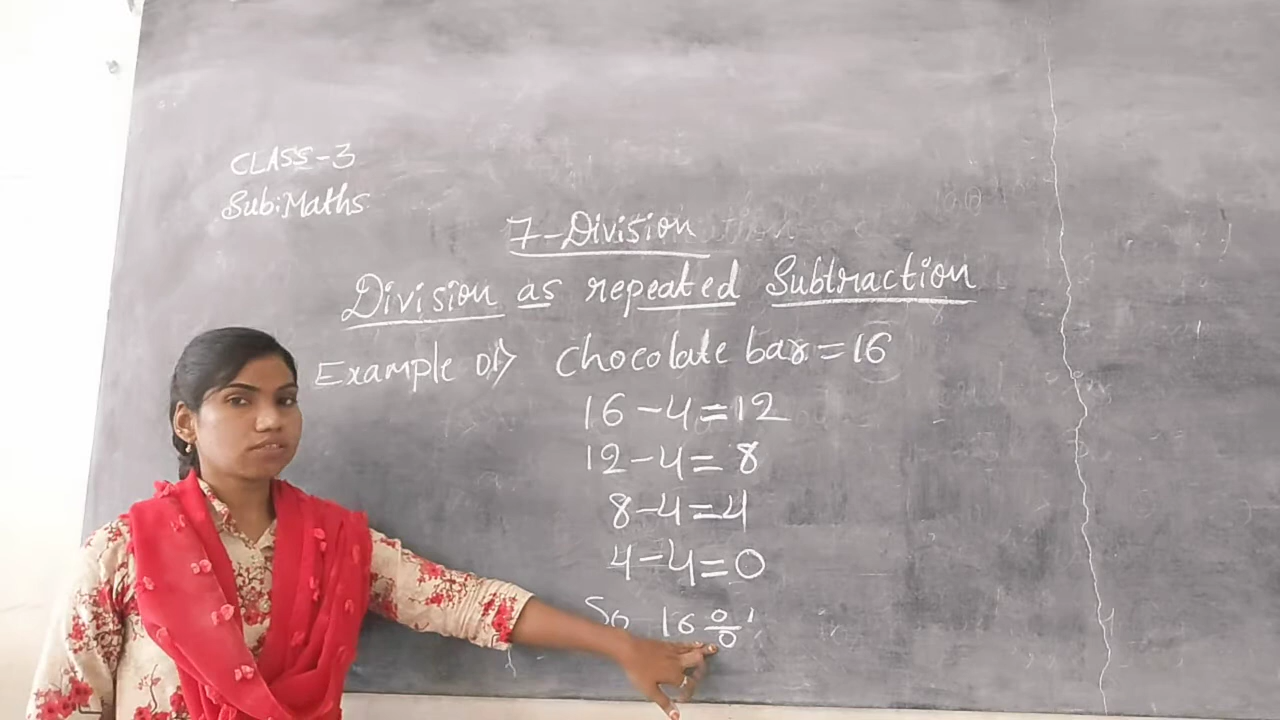 CLASS-3
Sub:Maths
7-Division
Division as repeated Subtraction
Example 01) Chocolate bar=16
16-4=12
12-4=8
8-4=4
4-4=0
So 16 ÷